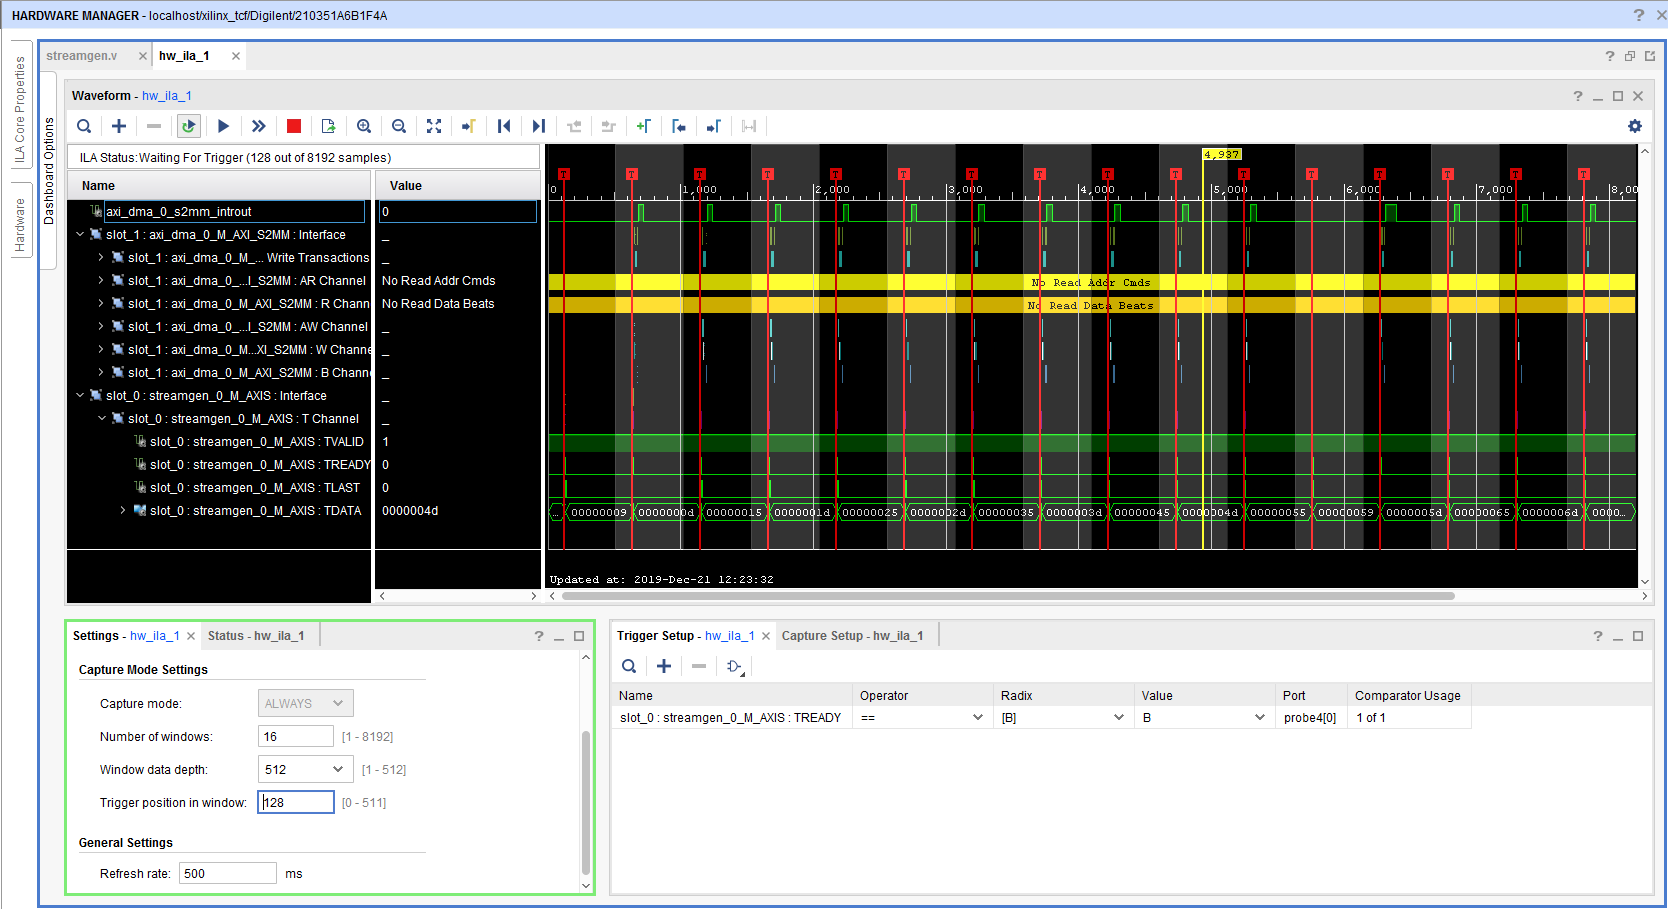 HARDWARE MANAGER - localhost/xilinx_tcf/Digilent/210351A6B1F4A
ILA Core Properties
Hardware
Dashboard Options
streamgen.v
hw_ila_1
Waveform - hw_ila_1
ILA Status:Waiting For Trigger (128 out of 8192 samples)
Name Value
axi_dma_0_s2mm_introut 0
slot_1 : axi_dma_0_M_AXI_S2MM : Interface _
slot_1 : axi_dma_0_M_... Write Transactions _
slot_1 : axi_dma_0_...I_S2MM : AR Channel No Read Addr Cmds
slot_1 : axi_dma_0_M_AXI_S2MM : R Chann No Read Data Beats
slot_1 : axi_dma_0_...I_S2MM : AW Channel _
slot_1 : axi_dma_0_M...XI_S2MM : W Channe _
slot_1 : axi_dma_0_M_AXI_S2MM : B Chann _
slot_0 : streamgen_0_M_AXIS : Interface _
slot_0 : streamgen_0_M_AXIS : T Channel _
slot_0 : streamgen_0_M_AXIS : TVALID 1
slot_0 : streamgen_0_M_AXIS : TREADY 0
slot_0 : streamgen_0_M_AXIS : TLAST 0
slot_0 : streamgen_0_M_AXIS : TDATA 0000004d
4,937
T T T T T T T T T T T T T T T T
0 1,000 2,000 3,000 4,000 5,000 6,000 7,000 8,00
No Read Addr Cmds
No Read Data Beats
... 00000009 0000000d 00000015 0000001d 00000025 0000002d 00000035 0000003d 00000045 0000004d 00000055 00000059 0000005d 00000065 0000006d 0000...
Updated at: 2019-Dec-21 12:23:32
Settings - hw_ila_1
Status - hw_ila_1
Capture Mode Settings
Capture mode: ALWAYS
Number of windows: 16 [1 - 8192]
Window data depth: 512 [1 - 512]
Trigger position in window: 128 [0 - 511]
General Settings
Refresh rate: 500 ms
Trigger Setup - hw_ila_1
Capture Setup - hw_ila_1
Name Operator Radix Value Port Comparator Usage
slot_0 : streamgen_0_M_AXIS : TREADY == [B] B probe4[0] 1 of 1